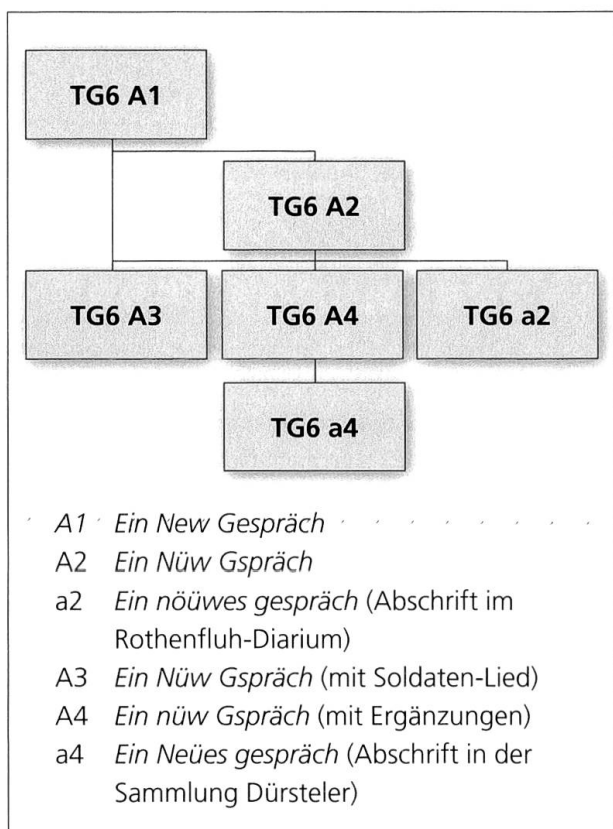 TG6 A1
TG6 A2
TG6 A3 TG6 A4 TG6 a2
TG6 a4
A1 Ein New Gespräch
A2 Ein Nüw Gspräch
a2 Ein nöüwes gespräch (Abschrift im
Rothenfluh-Diarium)
A3 Ein Nüw Gspräch (mit Soldaten-Lied)
A4 Ein nüw Gspräch (mit Ergänzungen)
a4 Ein Neües gespräch (Abschrift in der
Sammlung Dürsteler)